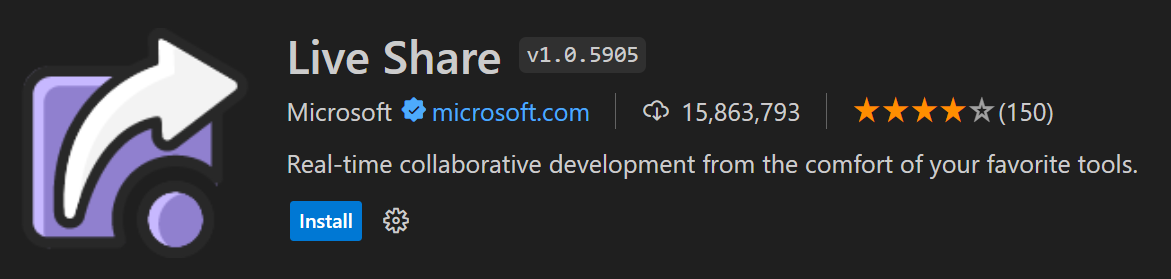 Live Share v1.0.5905
Microsoft microsoft.com 15,863,793 (150)
Real-time collaborative development from the comfort of your favorite tools.
Install